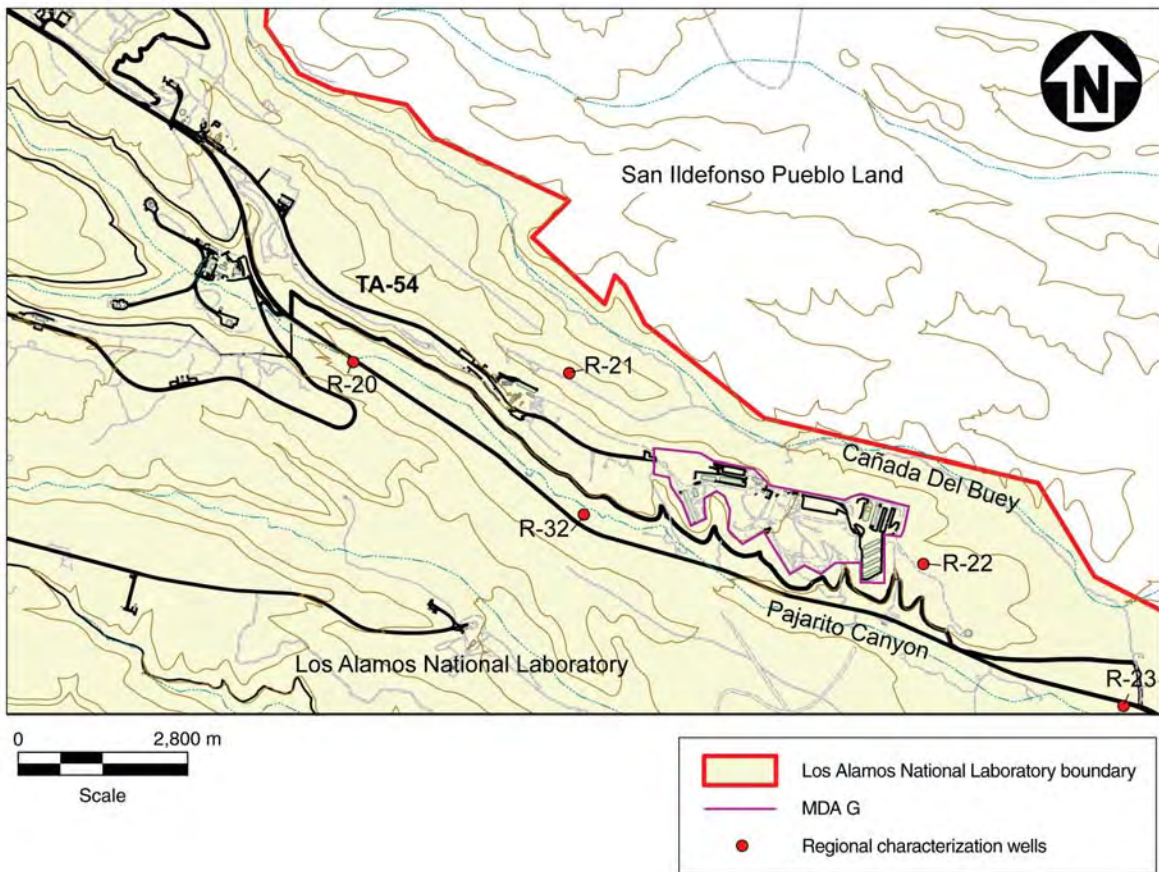 N
San Ildefonso Pueblo Land
TA-54
R-20
R-21
Cañada Del Buey
R-32
R-22
Pajarito Canyon
Los Alamos National Laboratory
R-23
0 2,800 m
Scale
Los Alamos National Laboratory boundary
MDA G
Regional characterization wells